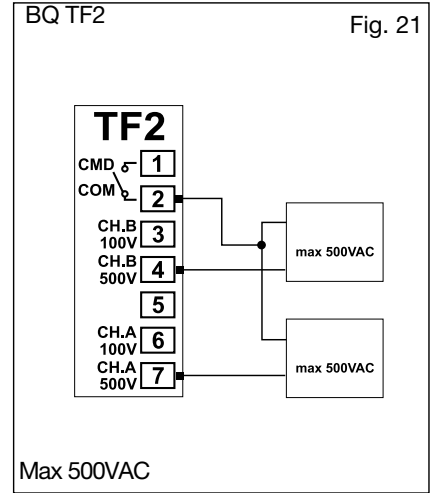 BQ TF2
Fig. 21
TF2
CMD 1
COM 2
CH.B
100V 3
CH.B
500V 4
5
CH.A
100V 6
CH.A
500V 7
max 500VAC
max 500VAC
Max 500VAC